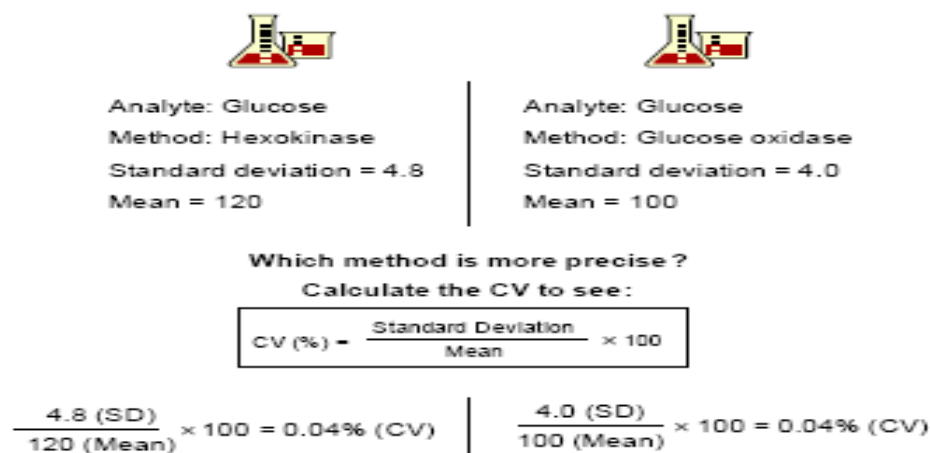 Analyte: Glucose
Method: Hexokinase
Standard deviation = 4.8
Mean = 120
Analyte: Glucose
Method: Glucose oxidase
Standard deviation = 4.0
Mean = 100
Which method is more precise?
Calculate the CV to see:
CV (%) = Standard Deviation / Mean × 100
4.8 (SD) / 120 (Mean) × 100 = 0.04% (CV)
4.0 (SD) / 100 (Mean) × 100 = 0.04% (CV)